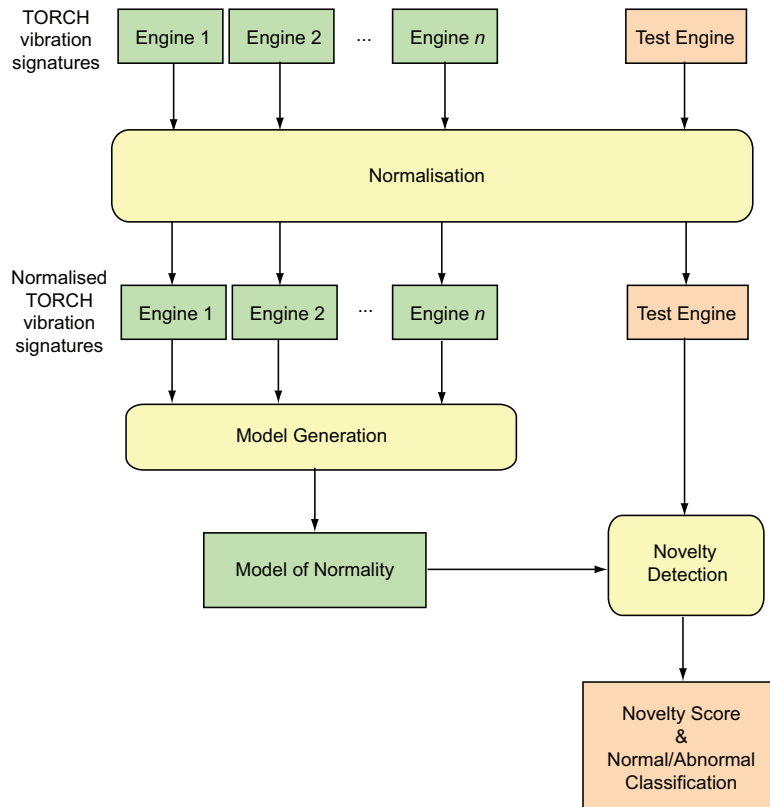 TORCH
vibration
signatures
Engine 1
Engine 2
...
Engine n
Test Engine
Normalisation
Normalised
TORCH
vibration
signatures
Engine 1
Engine 2
...
Engine n
Test Engine
Model Generation
Model of Normality
Novelty
Detection
Novelty Score
&
Normal/Abnormal
Classification